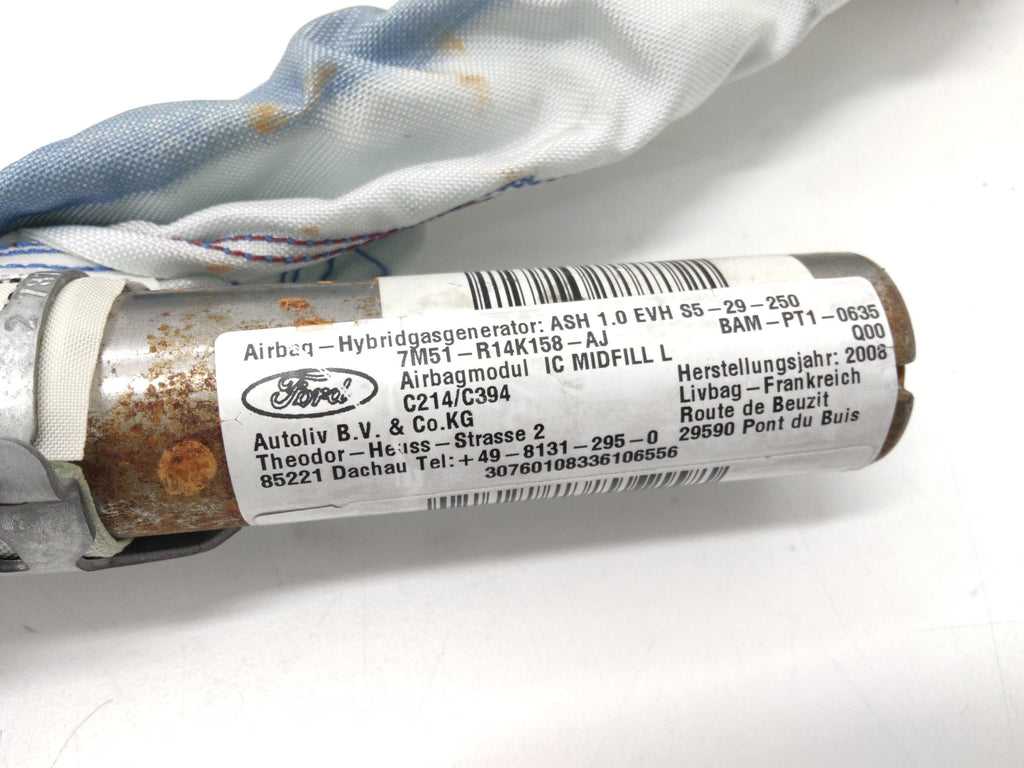 Airbag-Hybridgasgenerator: ASH 1.0 EVH S5-29-250
7M51-R14K158-AJ BAM-PT1-0635
Airbagmodul IC MIDFILL L Q00
Ford C214/C394 Herstellungsjahr: 2008
Autoliv B.V. & Co.KG Livbag-Frankreich
Theodor-Heuss-Strasse 2 Route de Beuzit
85221 Dachau Tel:+49-8131-295-0 29590 Pont du Buis
30760108336106556